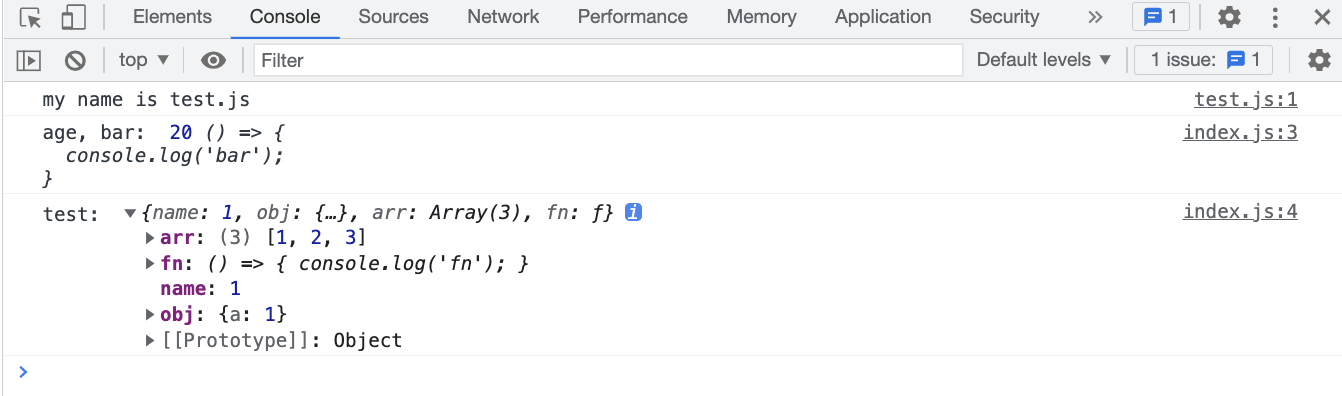 Elements Console Sources Network Performance Memory Application Security » 1
top ▼ Filter Default levels ▼ 1 issue: 1
my name is test.js test.js:1
age, bar: 20 () => { index.js:3
console.log('bar');
}
test: ▼{name: 1, obj: {…}, arr: Array(3), fn: ƒ} i index.js:4
▶arr: (3) [1, 2, 3]
▶fn: () => { console.log('fn'); }
name: 1
▶obj: {a: 1}
▶[[Prototype]]: Object
>